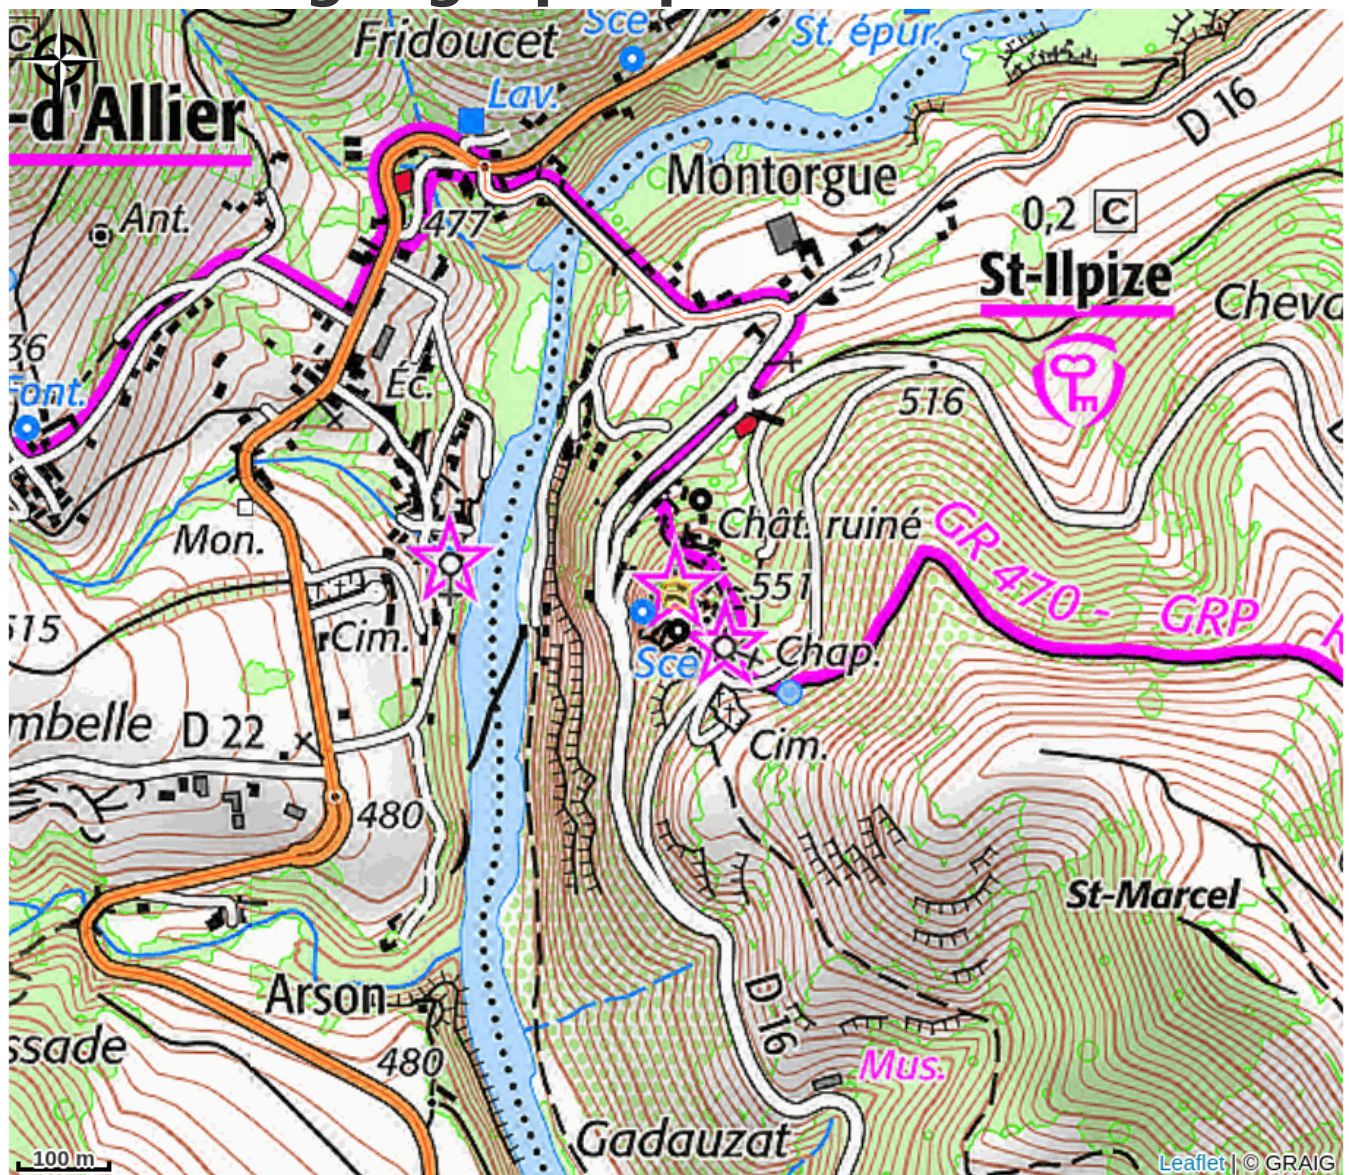 C
Fridoucet
Sce
St. épur.
Lav.
-d'Allier
D 16
Montorgue
Ant.
477
0,2 C
St-Ilpize
Cheva
36
Font.
Éc.
516
Mon.
Chât. ruiné
GR 470 - GRP
551
515
Cim.
Sce
Chap.
mbelle
D 22
Cim.
480
St-Marcel
Arson
D 16
ssade
480
Mus.
Gadauzat
100 m
Leaflet | © GRAIG